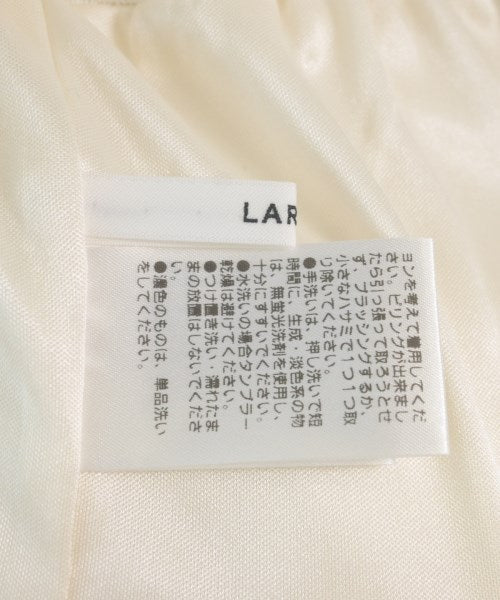 LAR
ョンを考えて着用してくだ
さい。ピリングが出来まし
たら引っ張って取ろうとせ
ず、ブラッシングするか、
小さなハサミで１つ１つ取
り除いてください。
●手洗いは、押し洗いで短
時間に、生成・淡色系の物
は、無蛍光洗剤を使用し、
十分にすすいでください。
●水洗いの場合タンブラー
乾燥は避けてください。
●つけ置き洗い・濡れたま
まの放置はしないでくださ
い。
●濃色のものは、単品洗い
をしてください。